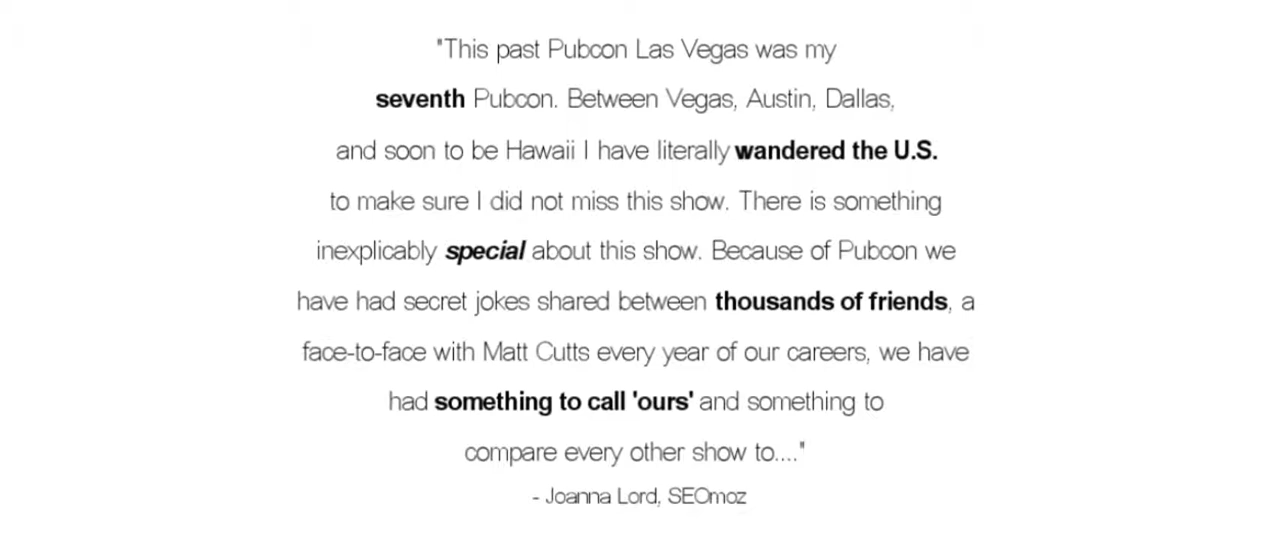 "This past Pubcon Las Vegas was my
seventh Pubcon. Between Vegas, Austin, Dallas,
and soon to be Hawaii I have literally wandered the U.S.
to make sure I did not miss this show. There is something
inexplicably special about this show. Because of Pubcon we
have had secret jokes shared between thousands of friends, a
face-to-face with Matt Cutts every year of our careers, we have
had something to call 'ours' and something to
compare every other show to...."
- Joanna Lord, SEOmoz